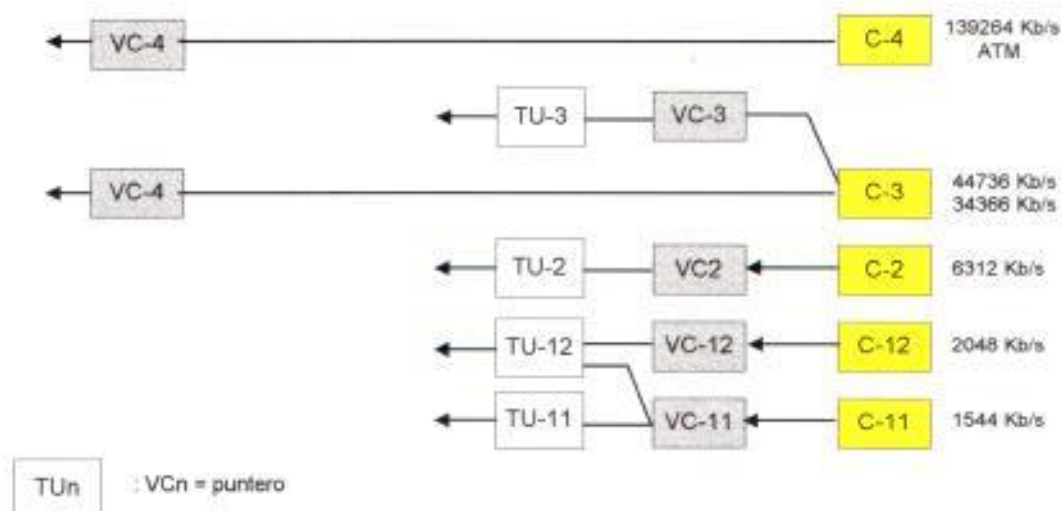 VC-4 C-4 139264 Kb/s
ATM
TU-3 VC-3
VC-4 C-3 44736 Kb/s
34366 Kb/s
TU-2 VC2 C-2 6312 Kb/s
TU-12 VC-12 C-12 2048 Kb/s
TU-11 VC-11 C-11 1544 Kb/s
TUn : VCn = puntero